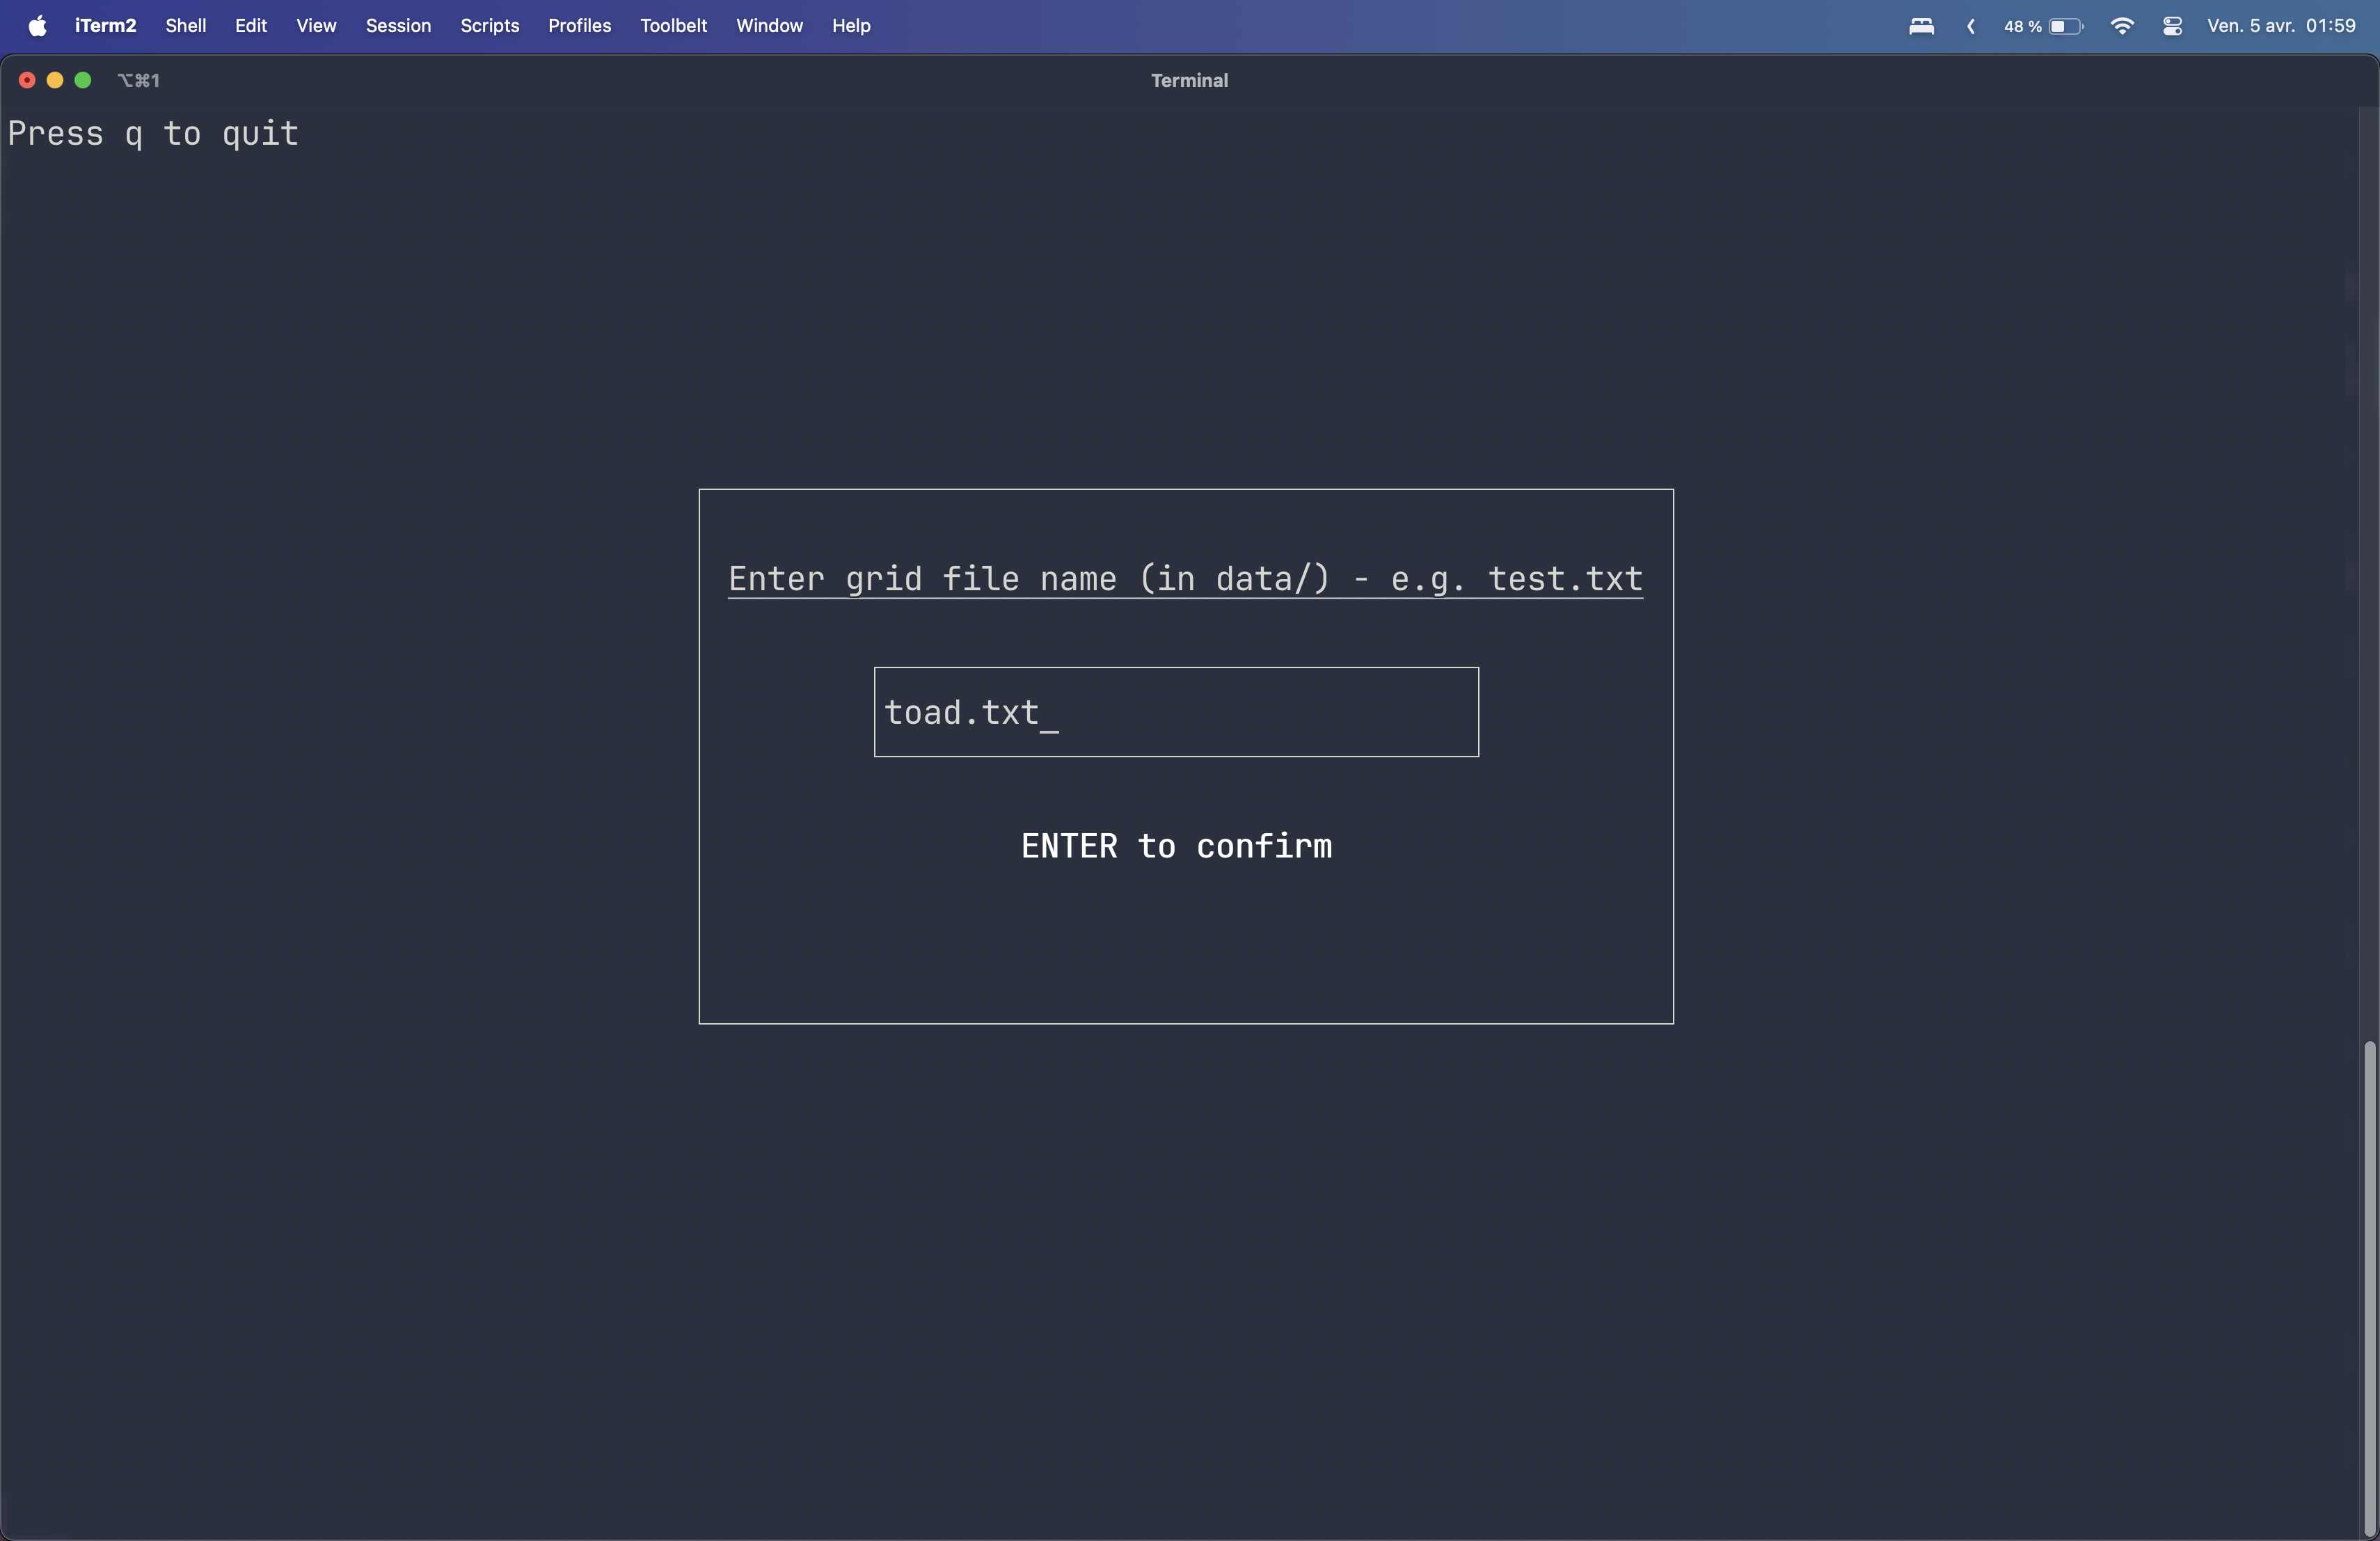 iTerm2 Shell Edit View Session Scripts Profiles Toolbelt Window Help 48 % Ven. 5 avr. 01:59
⌥⌘1 Terminal
Press q to quit
Enter grid file name (in data/) - e.g. test.txt
toad.txt_
ENTER to confirm